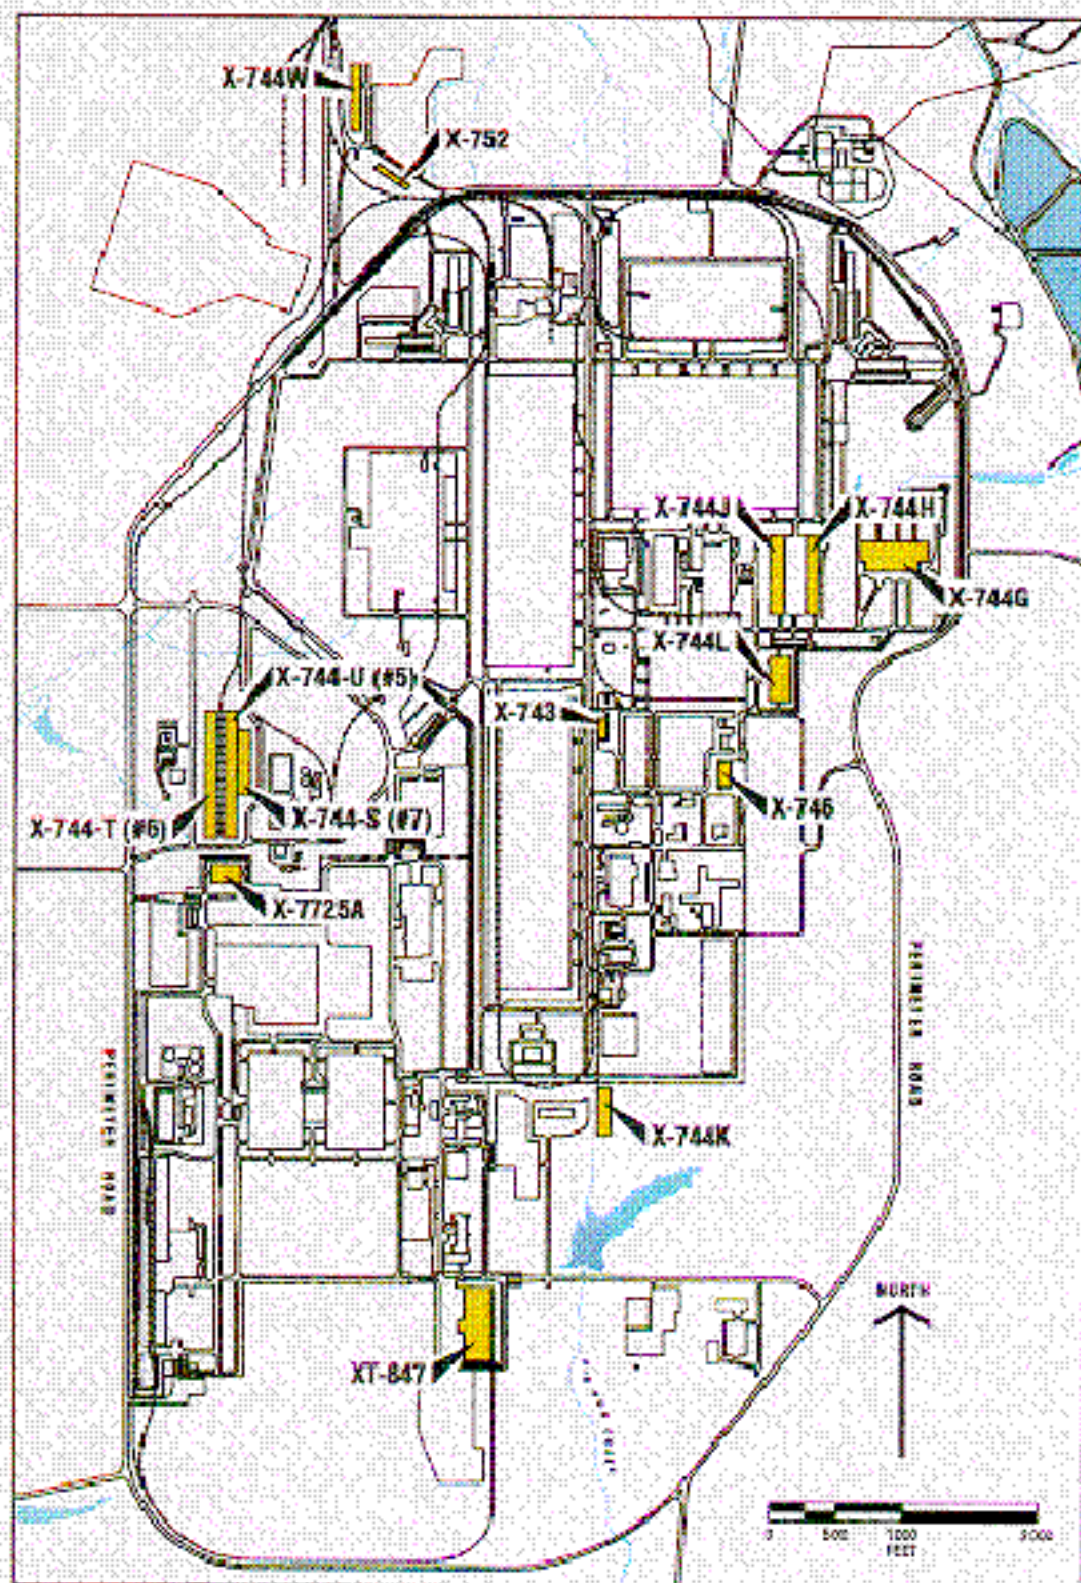 X-744W
X-752
X-744J
X-744H
X-744G
X-744L
X-744-U (#5)
X-743
X-746
X-744-T (#6)
X-744-S (#7)
X-7725A
PERIMETER ROAD
PERIMETER ROAD
X-744K
NORTH
XT-847
0 500 1000 2000
FEET